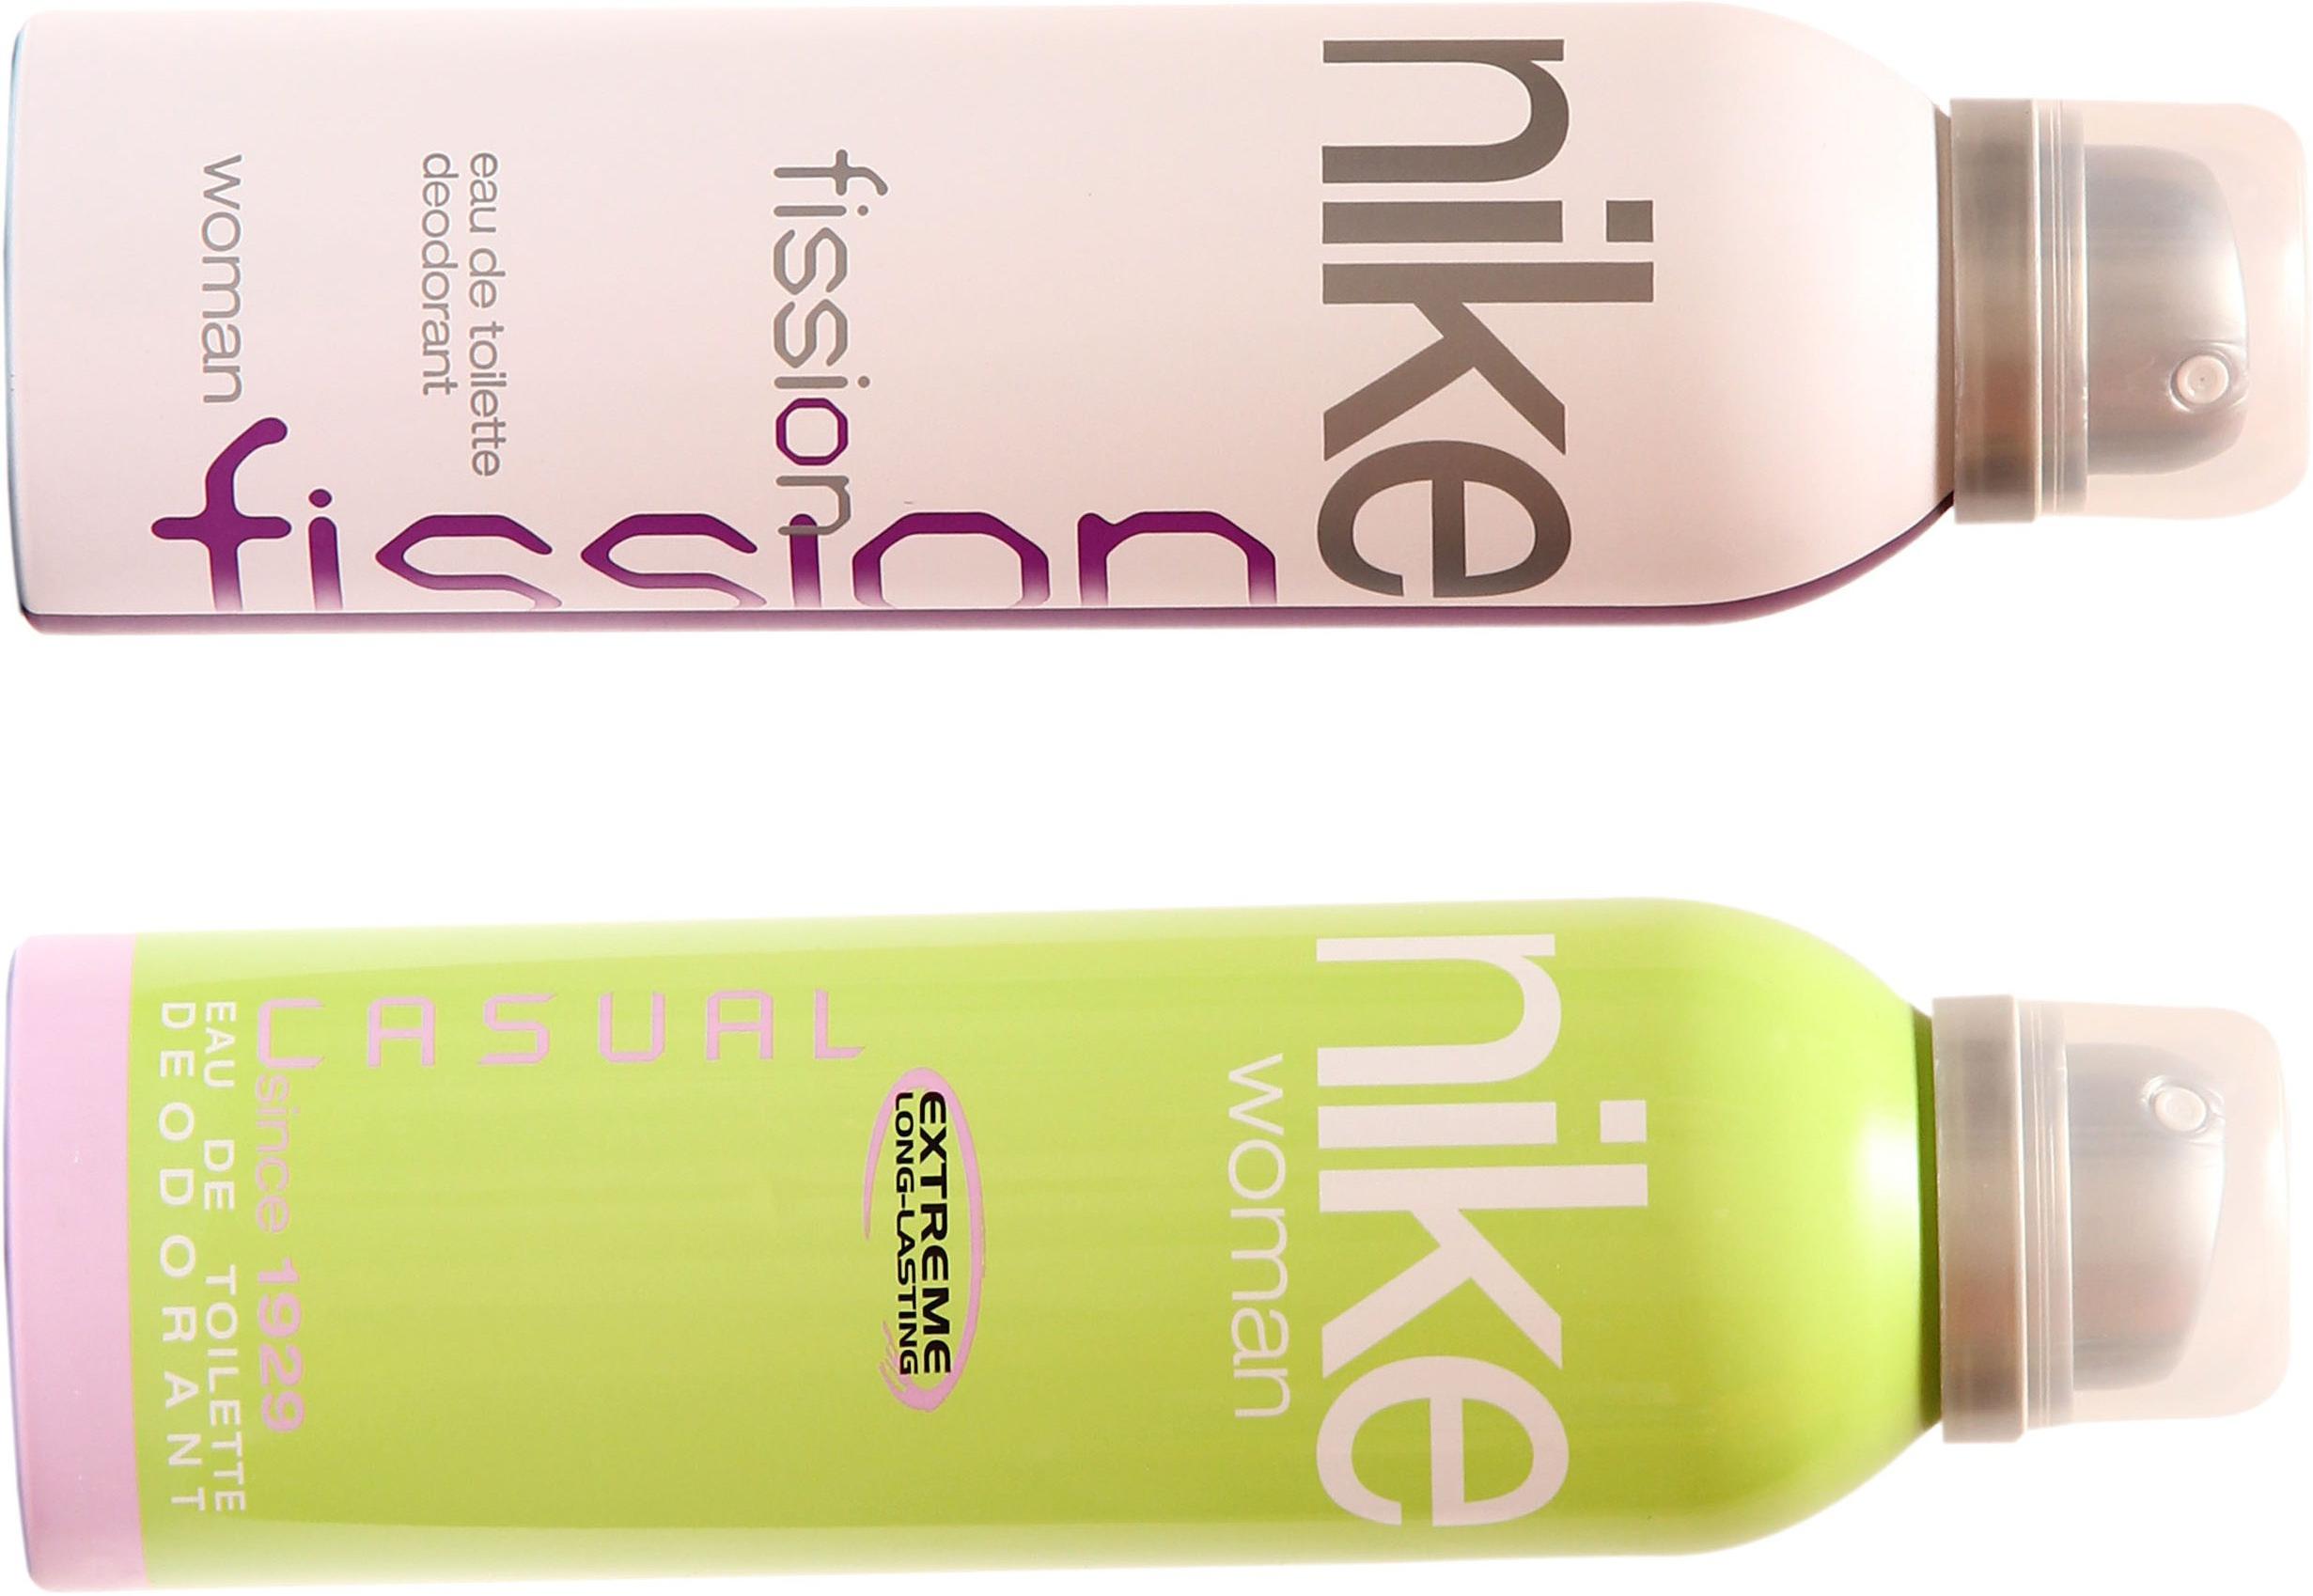 nike
fission
eau de toilette
deodorant
woman
fission
nike
woman
EXTREME
LONG-LASTING
CASUAL
since 1929
EAU DE TOILETTE
DEODORANT